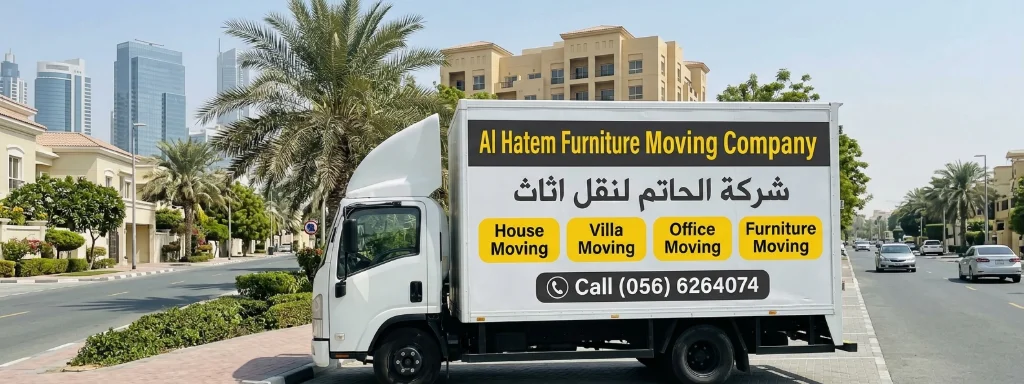 Al Hatem Furniture Moving Company
شركة الحاتم لنقل اثاث
House Moving
Villa Moving
Office Moving
Furniture Moving
Call (056) 6264074